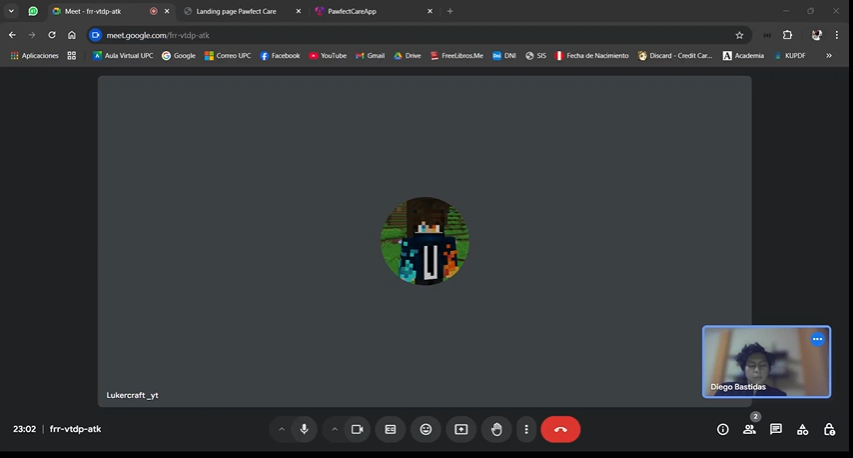 Meet - frr-vtdp-atk
Landing page Pawfect Care
PawfectCareApp
meet.google.com/frr-vtdp-atk
Aplicaciones
Aula Virtual UPC
Google
Correo UPC
Facebook
YouTube
Gmail
Drive
FreeLibros.Me
DNI
SIS
Fecha de Nacimiento
Discard - Credit Car...
Academia
KUPDF
Lukercraft _yt
Diego Bastidas
23:02
frr-vtdp-atk
2